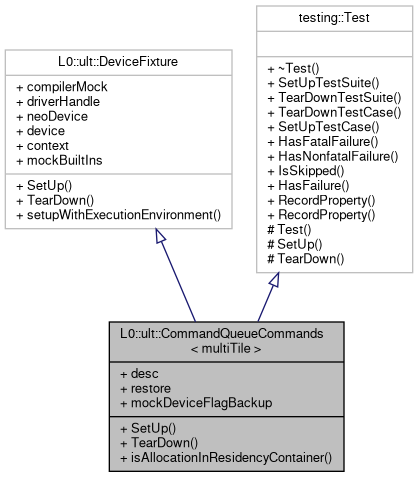 L0::ult::DeviceFixture
+ compilerMock
+ driverHandle
+ neoDevice
+ device
+ context
+ mockBuiltIns
+ SetUp()
+ TearDown()
+ setupWithExecutionEnvironment()
testing::Test
+ ~Test()
+ SetUpTestSuite()
+ TearDownTestSuite()
+ TearDownTestCase()
+ SetUpTestCase()
+ HasFatalFailure()
+ HasNonfatalFailure()
+ IsSkipped()
+ HasFailure()
+ RecordProperty()
+ RecordProperty()
# Test()
# SetUp()
# TearDown()
L0::ult::CommandQueueCommands
< multiTile >
+ desc
+ restore
+ mockDeviceFlagBackup
+ SetUp()
+ TearDown()
+ isAllocationInResidencyContainer()